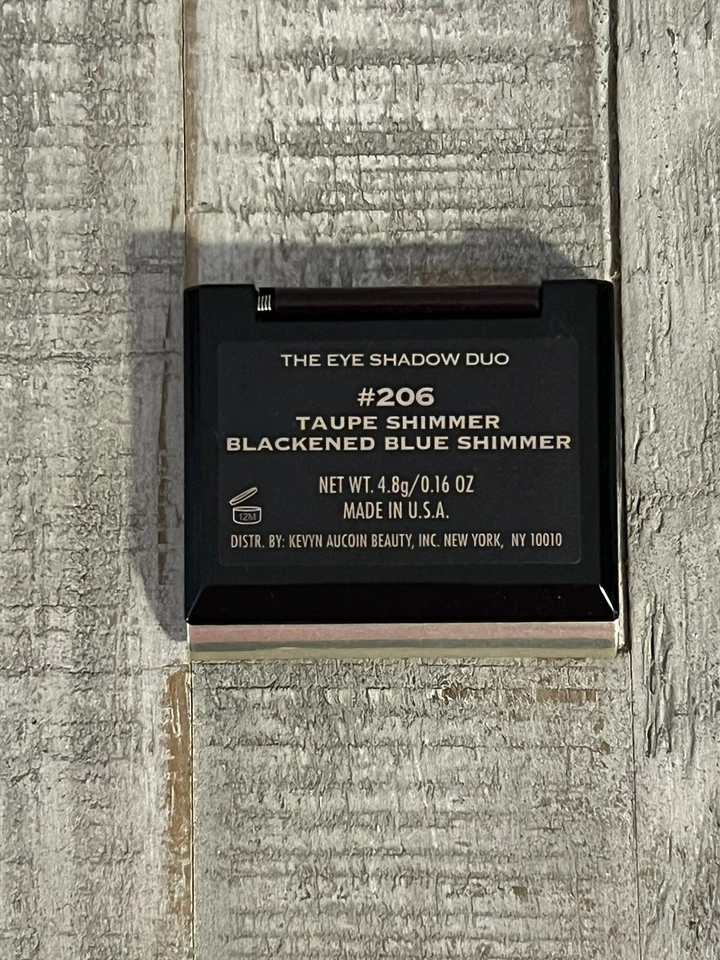 THE EYE SHADOW DUO
#206
TAUPE SHIMMER
BLACKENED BLUE SHIMMER
NET WT. 4.8g/0.16 OZ
12M
MADE IN U.S.A.
DISTR. BY: KEVYN AUCOIN BEAUTY, INC. NEW YORK, NY 10010